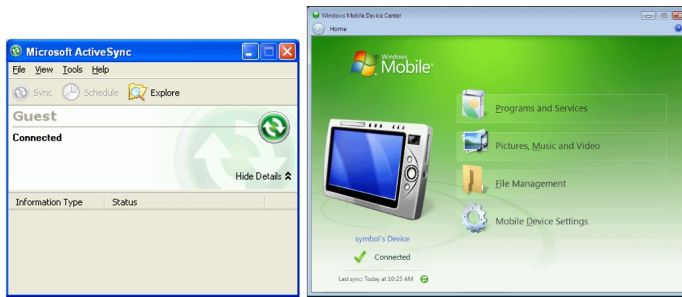 Microsoft ActiveSync
File View Tools Help
Sync Schedule Explore
Guest
Connected
Hide Details
Information Type Status
Windows Mobile Device Center
Home
Windows
Mobile
Programs and Services
Pictures, Music and Video
File Management
Mobile Device Settings
symbol's Device
Connected
Last sync: Today at 10:25 AM